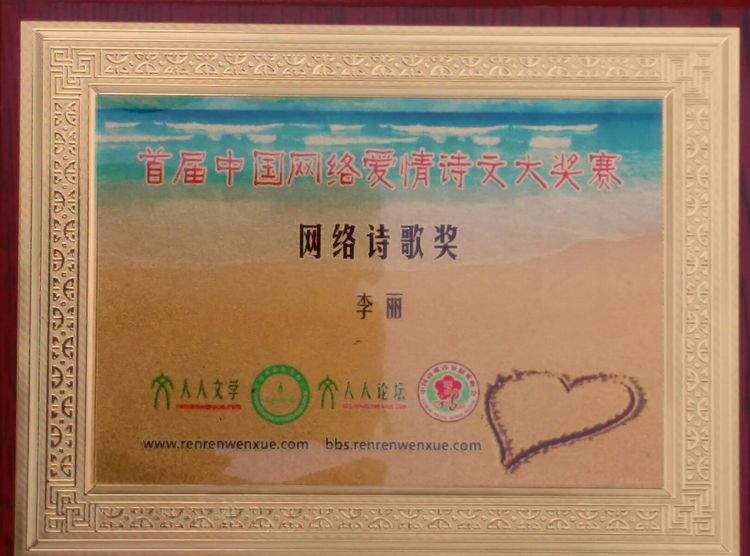 首届中国网络爱情诗文大奖赛
网络诗歌奖
李丽
人人文学 人人论坛
www.renrenwenxue.com bbs.renrenwenxue.com